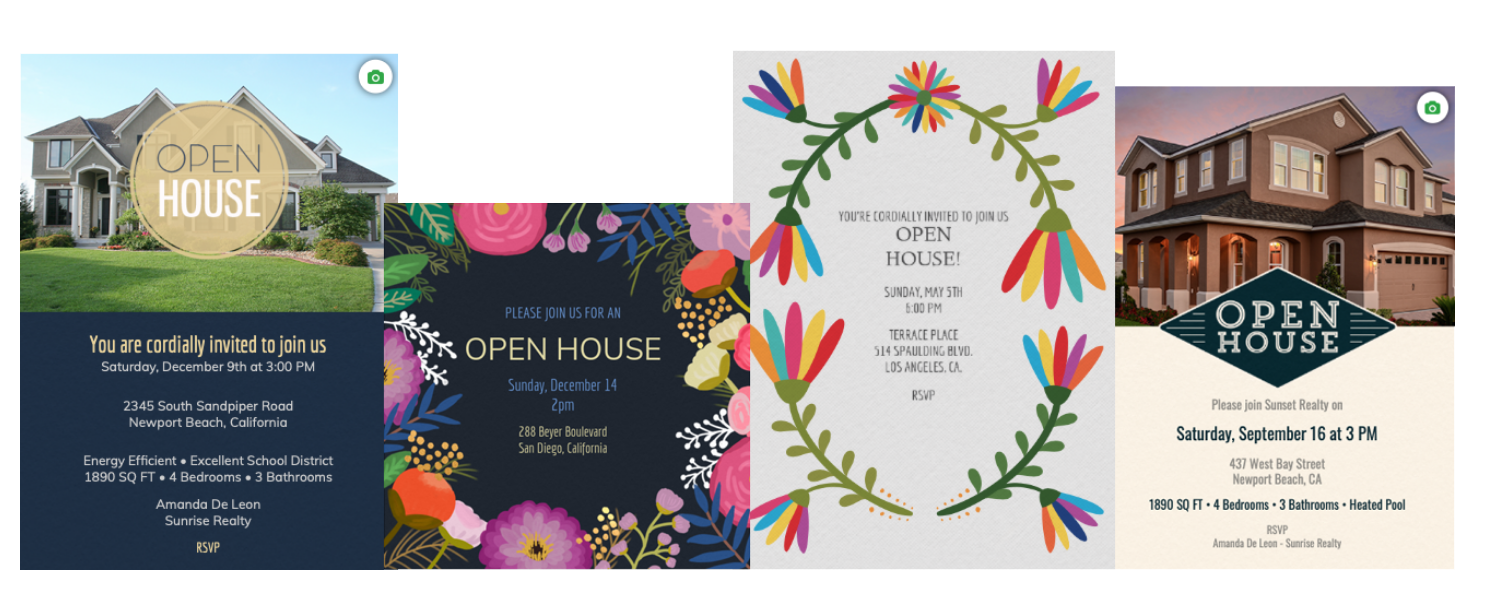 OPEN
HOUSE
You are cordially invited to join us
Saturday, December 9th at 3:00 PM
2345 South Sandpiper Road
Newport Beach, California
Energy Efficient • Excellent School District
1890 SQ FT • 4 Bedrooms • 3 Bathrooms
Amanda De Leon
Sunrise Realty
RSVP
PLEASE JOIN US FOR AN
OPEN HOUSE
Sunday, December 14
2pm
288 Beyer Boulevard
San Diego, California
YOU'RE CORDIALLY INVITED TO JOIN US
OPEN
HOUSE!
SUNDAY, MAY 5TH
6:00 PM
TERRACE PLACE
514 SPAULDING BLVD.
LOS ANGELES, CA.
RSVP
OPEN
HOUSE
Please join Sunset Realty on
Saturday, September 16 at 3 PM
437 West Bay Street
Newport Beach, CA
1890 SQ FT • 4 Bedrooms • 3 Bathrooms • Heated Pool
RSVP
Amanda De Leon - Sunrise Realty